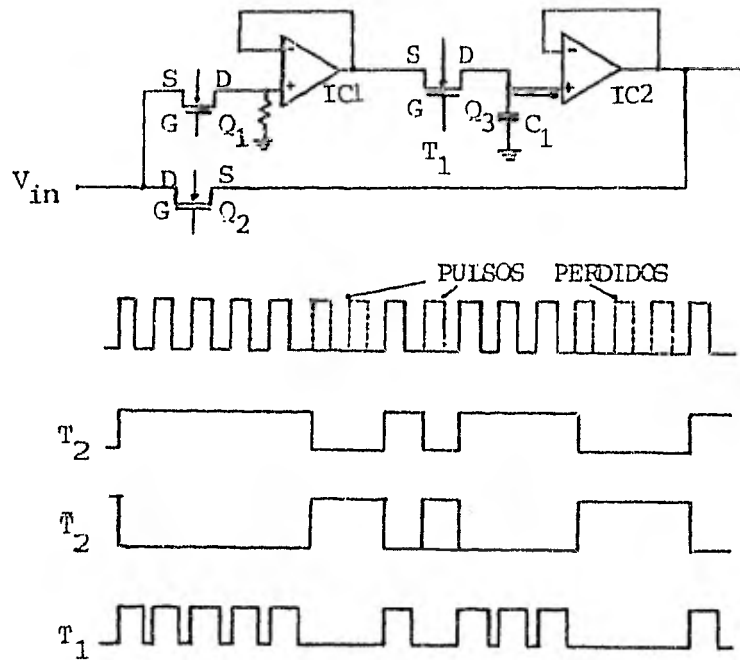 S D
IC1
G Q1
S D
G Q3 C1
T1
IC2
Vin
D S
G Q2
PULSOS PERDIDOS
T2
T̄2
T1